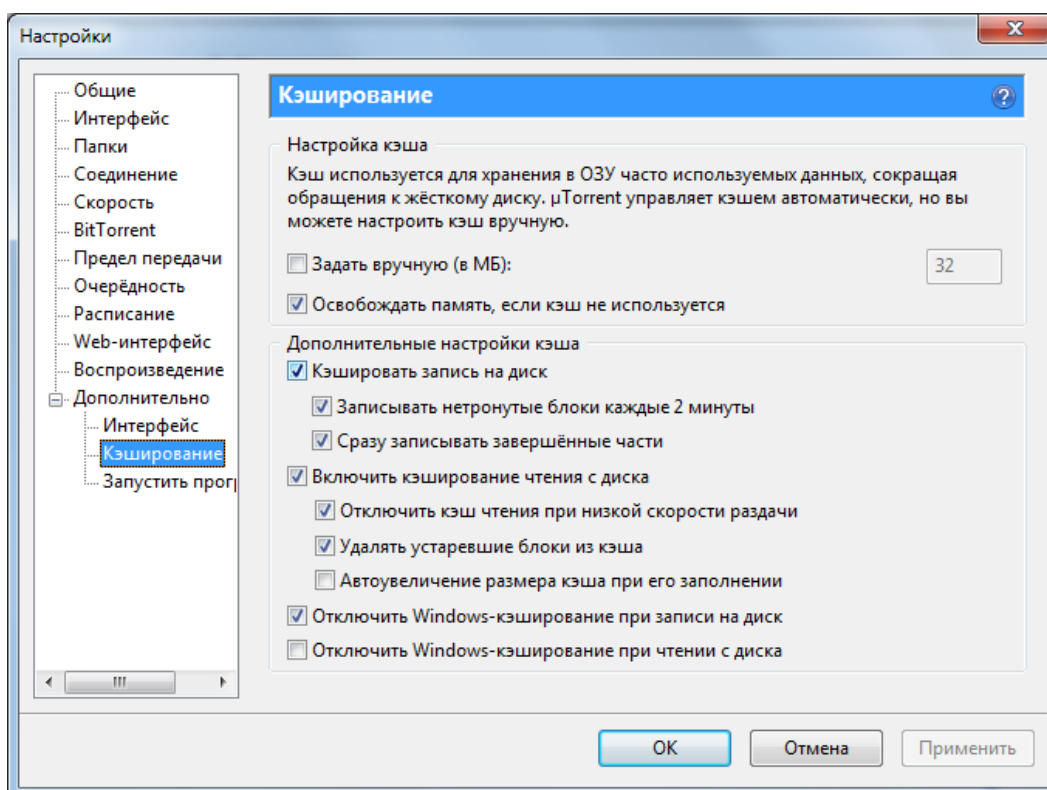 Настройки
Общие
Интерфейс
Папки
Соединение
Скорость
BitTorrent
Предел передачи
Очерёдность
Расписание
Web-интерфейс
Воспроизведение
Дополнительно
Интерфейс
Кэширование
Запустить прог
Кэширование
Настройка кэша
Кэш используется для хранения в ОЗУ часто используемых данных, сокращая
обращения к жёсткому диску. µTorrent управляет кэшем автоматически, но вы
можете настроить кэш вручную.
Задать вручную (в МБ): 32
Освобождать память, если кэш не используется
Дополнительные настройки кэша
Кэшировать запись на диск
Записывать нетронутые блоки каждые 2 минуты
Сразу записывать завершённые части
Включить кэширование чтения с диска
Отключить кэш чтения при низкой скорости раздачи
Удалять устаревшие блоки из кэша
Автоувеличение размера кэша при его заполнении
Отключить Windows-кэширование при записи на диск
Отключить Windows-кэширование при чтении с диска
ОК Отмена Применить